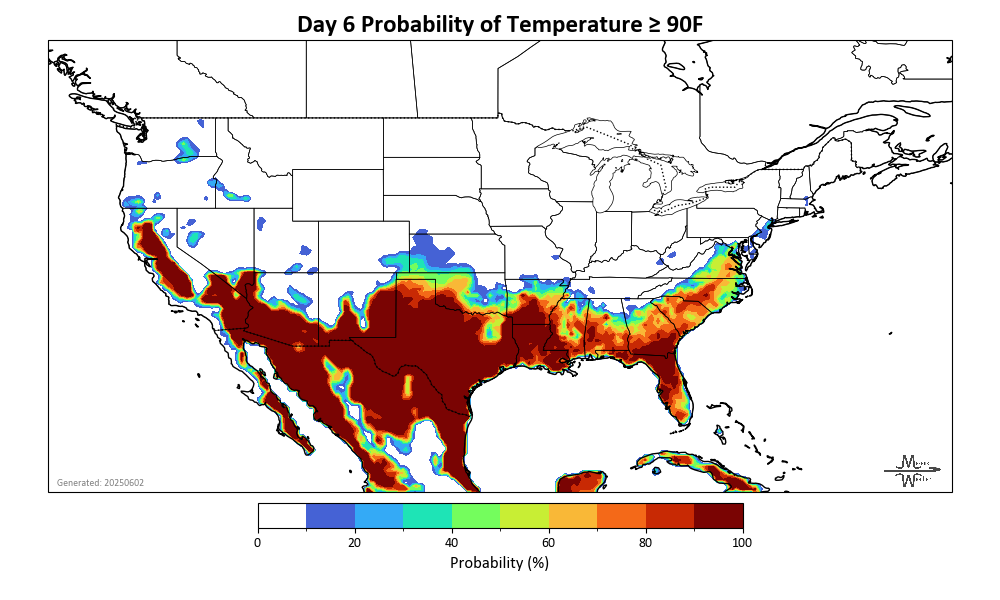 Day 6 Probability of Temperature ≥ 90F
Generated: 20250602
0 20 40 60 80 100
Probability (%)